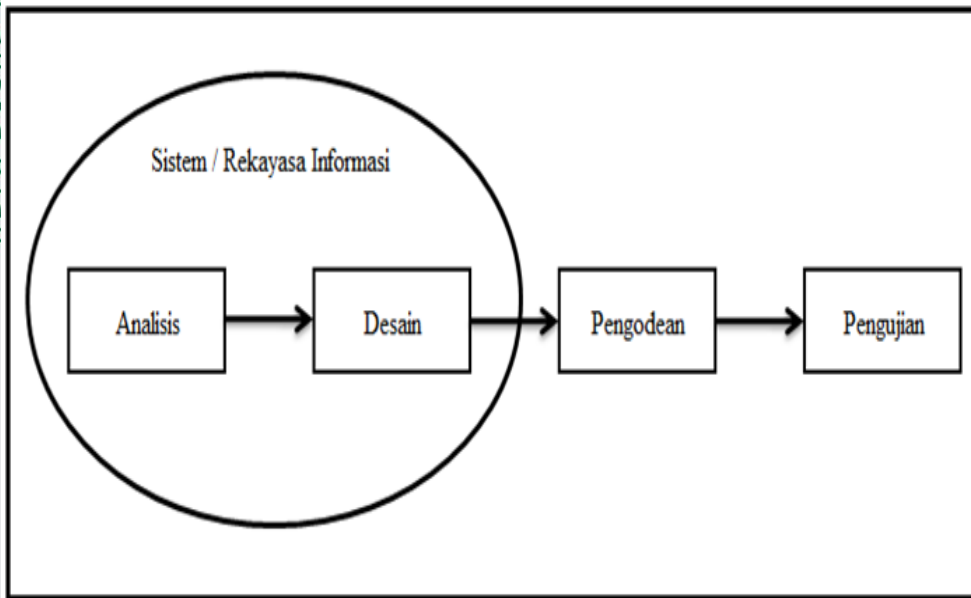 Sistem / Rekayasa Informasi
Analisis
Desain
Pengodean
Pengujian